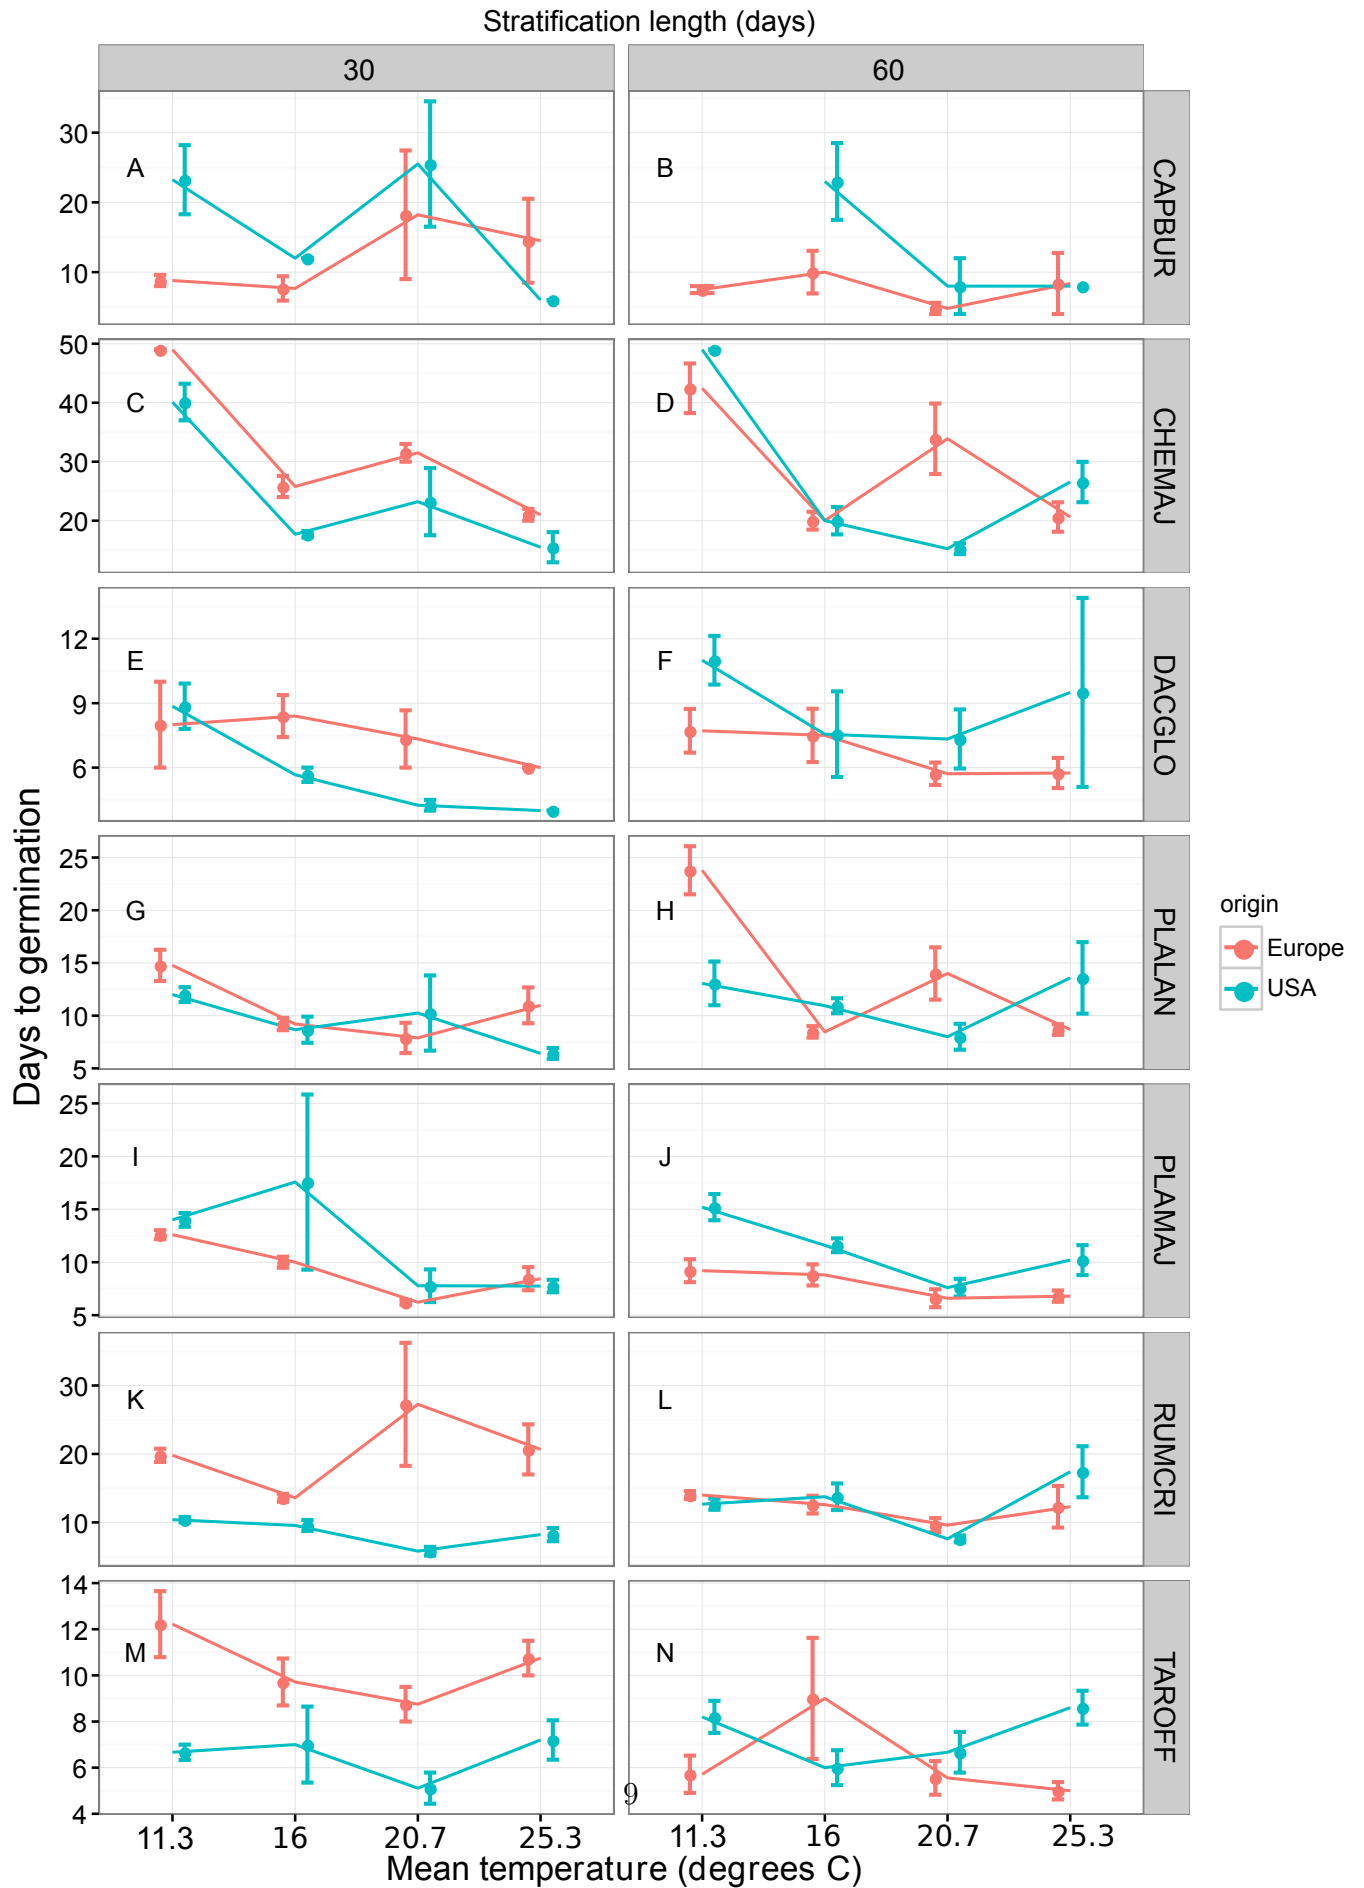 Stratification length (days)
30 60
30
20
10
A
B
CAPBUR
50
40
30
20
C
D
CHEMAJ
12
9
6
E
F
DACGLO
25
20
15
10
5
G
H
PLALAN
25
20
15
10
5
I
J
PLAMAJ
30
20
10
K
L
RUMCRI
14
12
10
8
6
4
M
N
TAROFF
9
11.3 16 20.7 25.3 11.3 16 20.7 25.3
Mean temperature (degrees C)
Days to germination
origin
Europe
USA